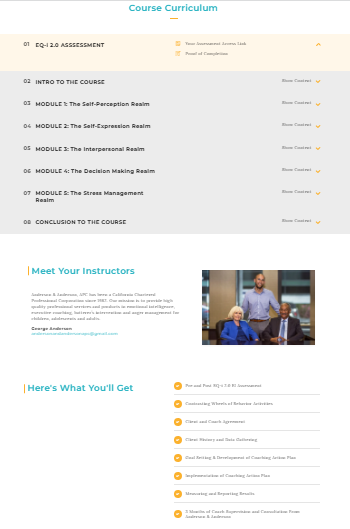 Course Curriculum
01 EQ-I 2.0 ASSSESSMENT
Your Assessment Access Link
Proof of Completion
02 INTRO TO THE COURSE Show Content
03 MODULE 1: The Self-Perception Realm Show Content
04 MODULE 2: The Self-Expression Realm Show Content
05 MODULE 3: The Interpersonal Realm Show Content
06 MODULE 4: The Decision Making Realm Show Content
07 MODULE 5: The Stress Management Show Content
Realm
08 CONCLUSION TO THE COURSE Show Content
Meet Your Instructors
Anderson & Anderson, APC has been a California Chartered
Professional Corporation since 1987. Our mission is to provide high
quality professional services and products in emotional intelligence,
executive coaching, batterer's intervention and anger management for
children, adolescents and adults.
George Anderson
Here's What You'll Get
Pre and Post EQ-i 2.0 EI Assessment
Contrasting Wheels of Behavior Activities
Client and Coach Agreement
Client History and Data Gathering
Goal Setting & Development of Coaching Action Plan
Implementation of Coaching Action Plan
Measuring and Reporting Results
3 Months of Coach Supervision and Consultation From
Anderson & Anderson